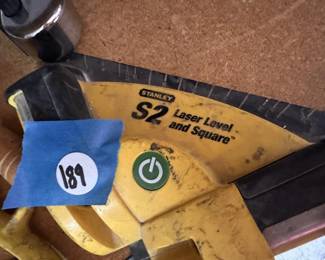 STANLEY
S2 Laser Level
and Square™
189